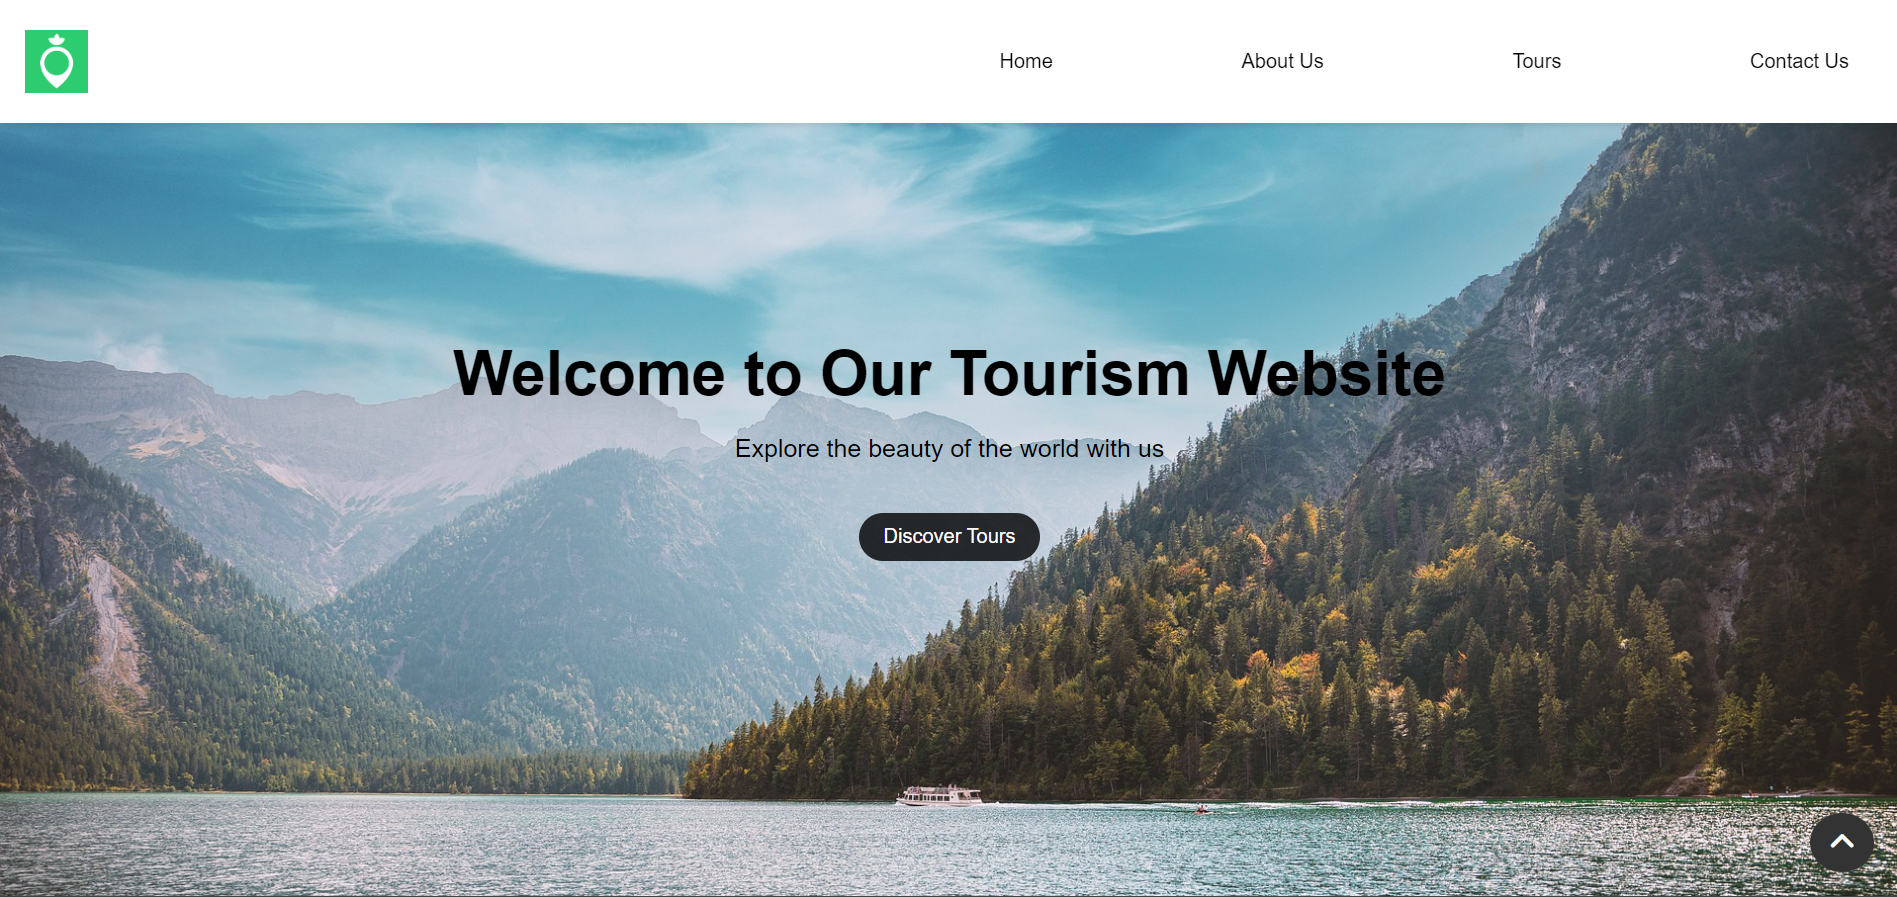 Home About Us Tours Contact Us
Welcome to Our Tourism Website
Explore the beauty of the world with us
Discover Tours